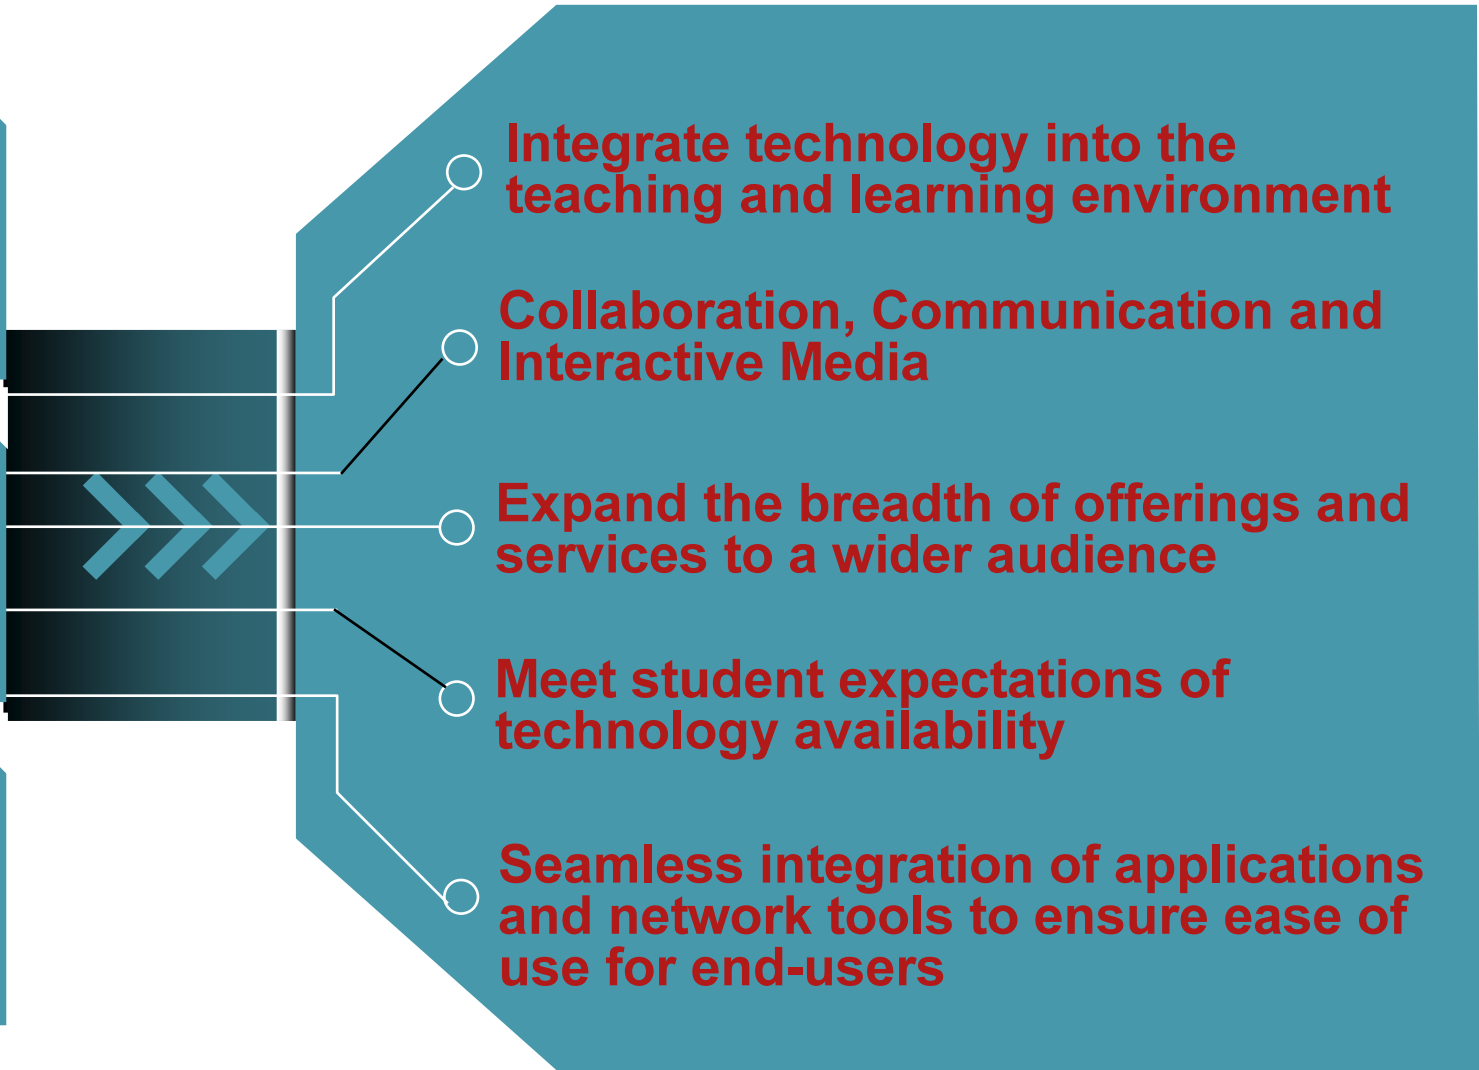 Integrate technology into the
teaching and learning environment
Collaboration, Communication and
Interactive Media
Expand the breadth of offerings and
services to a wider audience
Meet student expectations of
technology availability
Seamless integration of applications
and network tools to ensure ease of
use for end-users